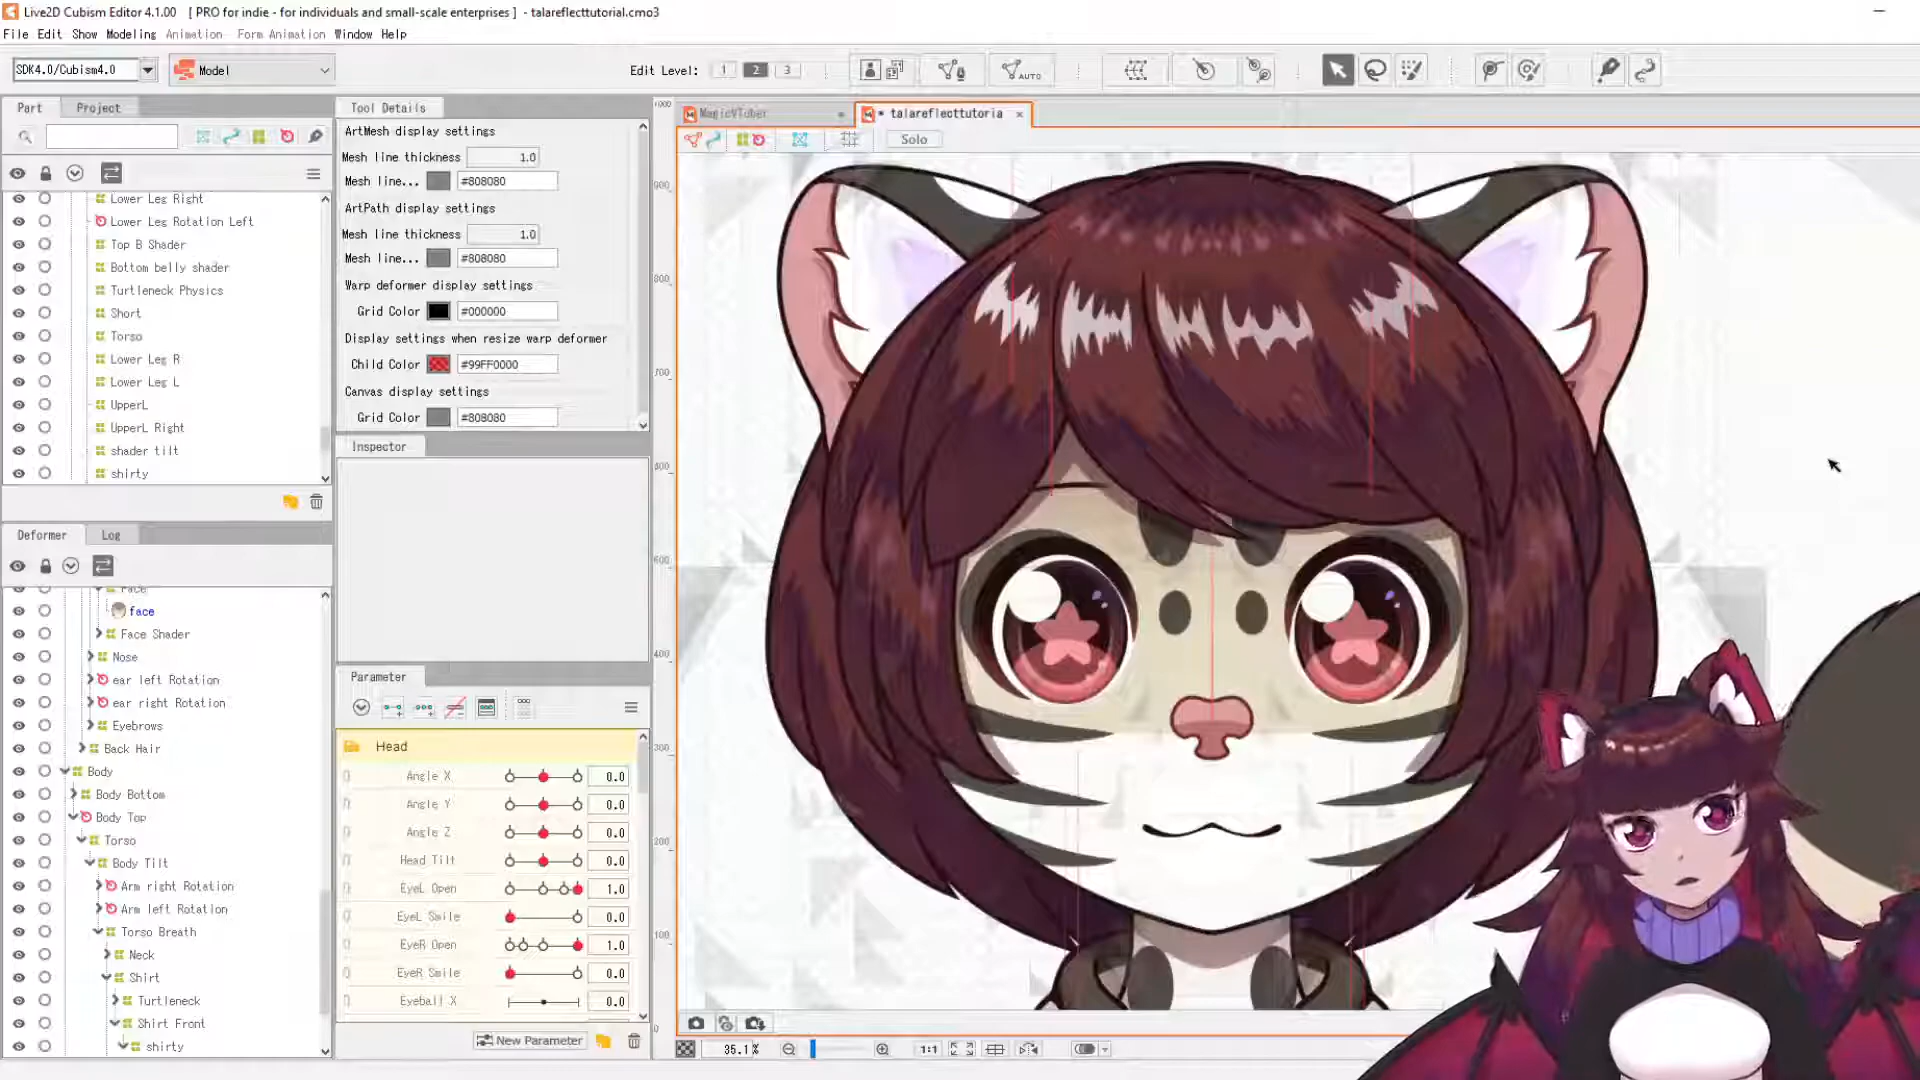 Live2D Cubism Editor 4.1.00 [ PRO for indie - for individuals and small-scale enterprises ] - talareflecttutorial.cmo3
File Edit Show Modeling Animation Form Animation Window Help
SDK4.0/Cubism4.0
Model
Edit Level: 1 2 3
AUTO
Part Project
Lower Leg Right
Lower Leg Rotation Left
Top B Shader
Bottom belly shader
Turtleneck Physics
Short
Torso
Lower Leg R
Lower Leg L
UpperL
UpperL Right
shader tilt
shirty
Deformer Log
Face
face
Face Shader
Nose
ear left Rotation
ear right Rotation
Eyebrows
Back Hair
Body
Body Bottom
Body Top
Torso
Body Tilt
Arm right Rotation
Arm left Rotation
Torso Breath
Neck
Shirt
Turtleneck
Shirt Front
shirty
Tool Details
ArtMesh display settings
Mesh line thickness 1.0
Mesh line... #808080
ArtPath display settings
Mesh line thickness 1.0
Mesh line... #808080
Warp deformer display settings
Grid Color #000000
Display settings when resize warp deformer
Child Color #99FF0000
Canvas display settings
Grid Color #808080
Inspector
Parameter
Head
Angle X 0.0
Angle Y 0.0
Angle Z 0.0
Head Tilt 0.0
EyeL Open 1.0
EyeL Smile 0.0
EyeR Open 1.0
EyeR Smile 0.0
Eyeball X 0.0
New Parameter
MagicVTuber
* talareflecttutoria
Solo
35.1%
1:1